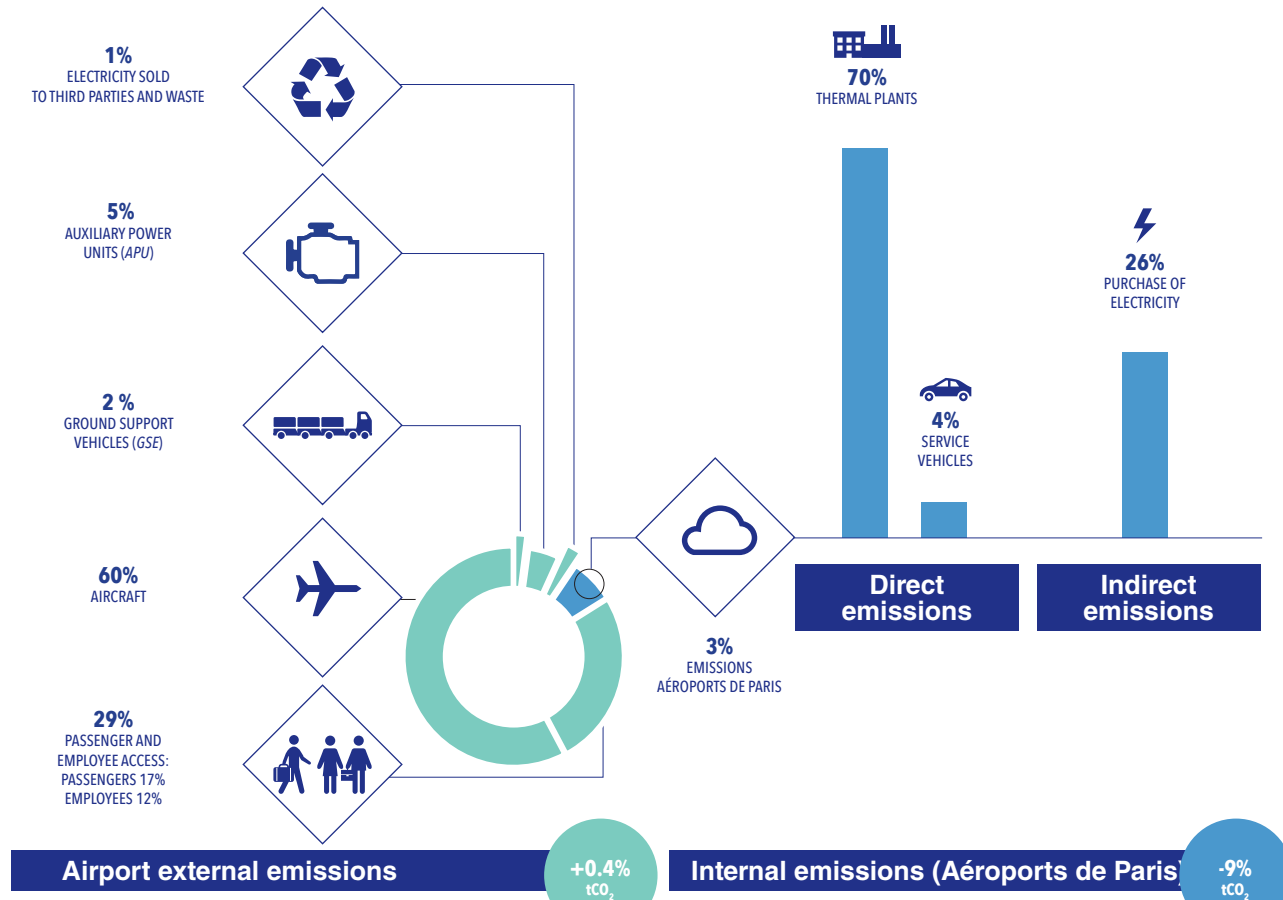 1%
ELECTRICITY SOLD
TO THIRD PARTIES AND WASTE
5%
AUXILIARY POWER
UNITS (APU)
2 %
GROUND SUPPORT
VEHICLES (GSE)
60%
AIRCRAFT
29%
PASSENGER AND
EMPLOYEE ACCESS:
PASSENGERS 17%
EMPLOYEES 12%
3%
EMISSIONS
AÉROPORTS DE PARIS
70%
THERMAL PLANTS
4%
SERVICE
VEHICLES
26%
PURCHASE OF
ELECTRICITY
Direct
emissions
Indirect
emissions
Airport external emissions
+0.4%
tCO₂
Internal emissions (Aéroports de Paris)
-9%
tCO₂